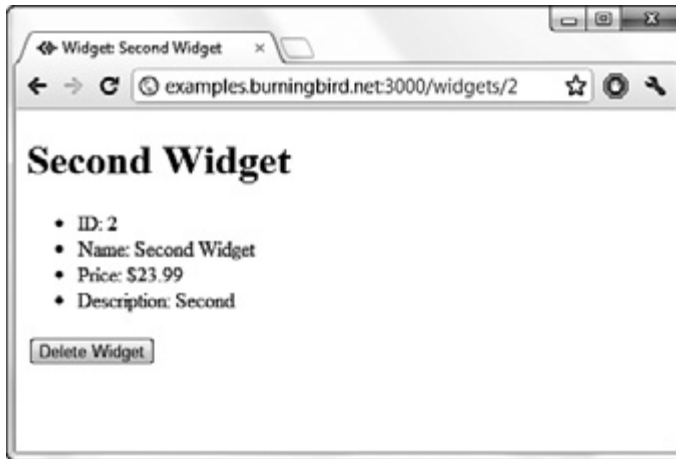 Widget: Second Widget
examples.burningbird.net:3000/widgets/2
Second Widget
ID: 2
Name: Second Widget
Price: $23.99
Description: Second
Delete Widget